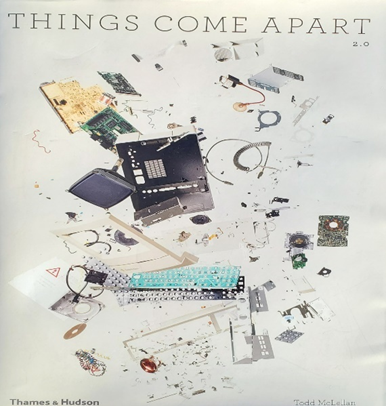 THINGS COME APART
2.0
Thames & Hudson
Todd McLellan